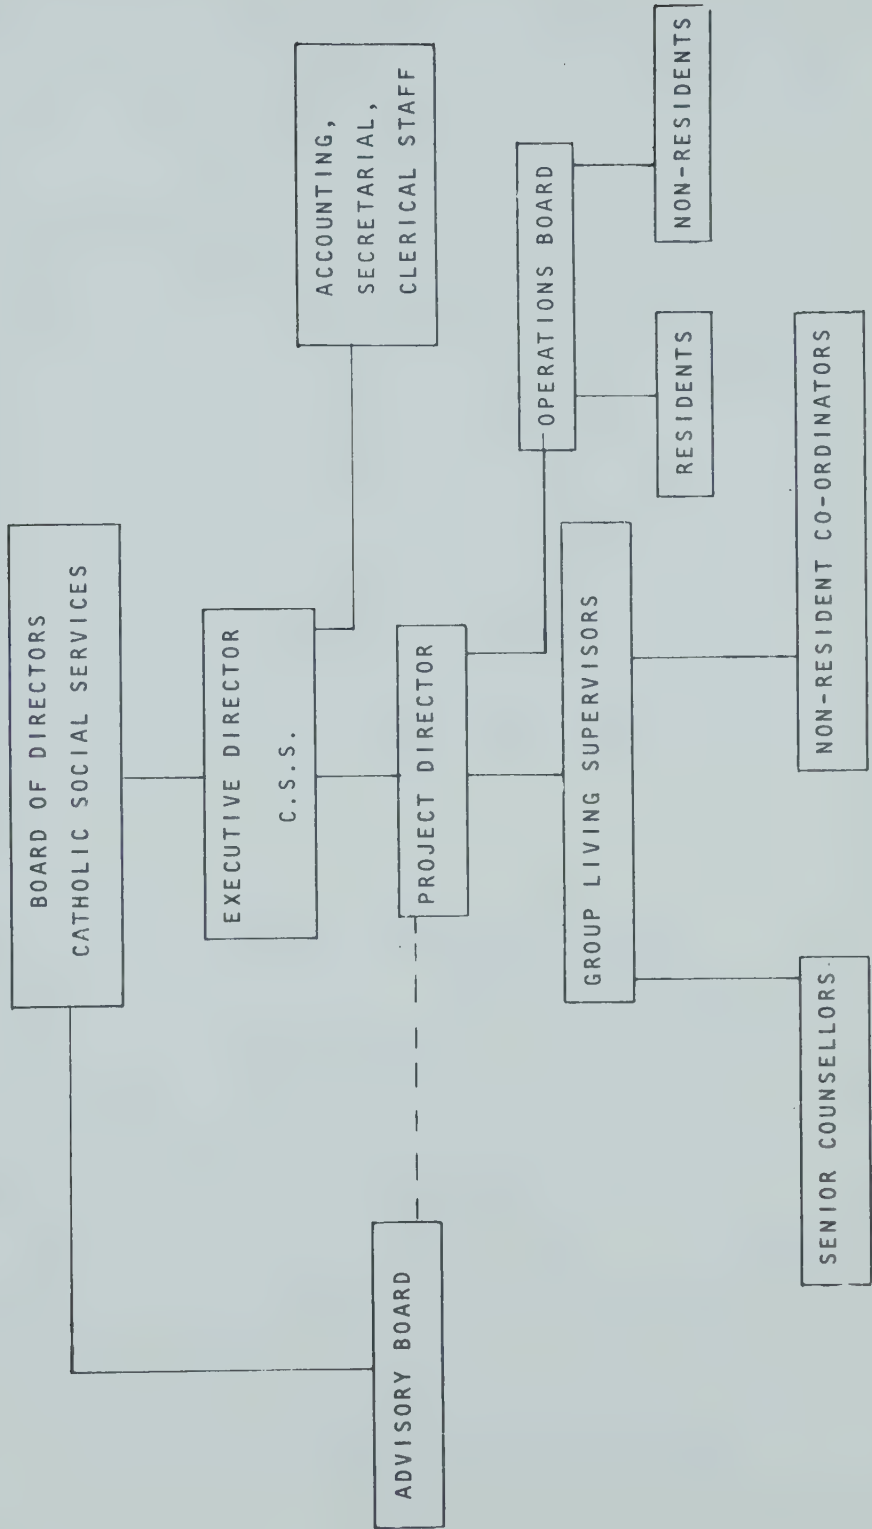 BOARD OF DIRECTORS
CATHOLIC SOCIAL SERVICES
EXECUTIVE DIRECTOR
C.S.S.
ACCOUNTING,
SECRETARIAL,
CLERICAL STAFF
ADVISORY BOARD
PROJECT DIRECTOR
OPERATIONS BOARD
GROUP LIVING SUPERVISORS
RESIDENTS
NON-RESIDENTS
SENIOR COUNSELLORS
NON-RESIDENT CO-ORDINATORS